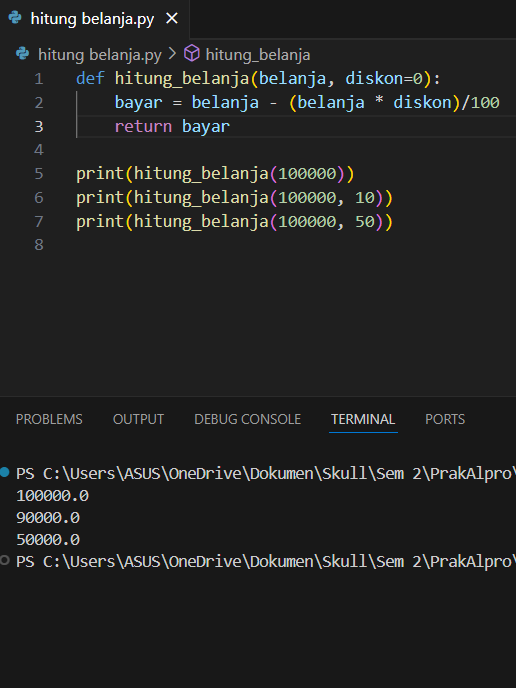 hitung belanja.py
hitung belanja.py > hitung_belanja
1 def hitung_belanja(belanja, diskon=0):
2     bayar = belanja - (belanja * diskon)/100
3     return bayar
4
5 print(hitung_belanja(100000))
6 print(hitung_belanja(100000, 10))
7 print(hitung_belanja(100000, 50))
8
PROBLEMS OUTPUT DEBUG CONSOLE TERMINAL PORTS
PS C:\Users\ASUS\OneDrive\Dokumen\Skull\Sem 2\PrakAlpro\
100000.0
90000.0
50000.0
PS C:\Users\ASUS\OneDrive\Dokumen\Skull\Sem 2\PrakAlpro\